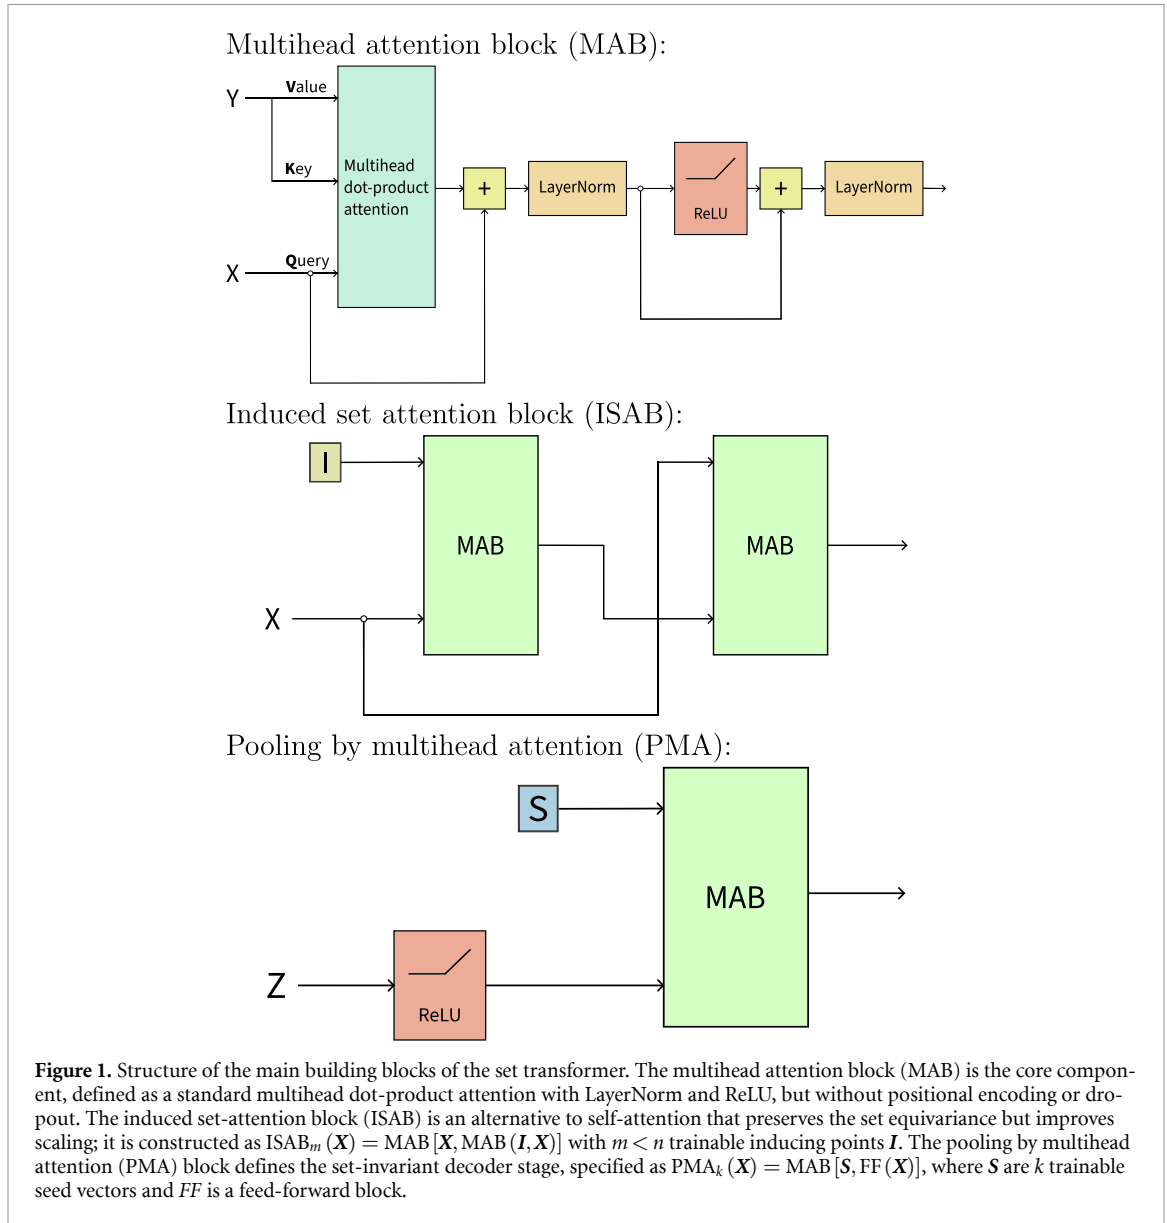 Multihead attention block (MAB):
Y
Value
Key
Multihead
dot-product
attention
+
LayerNorm
ReLU
+
LayerNorm
X
Query
Induced set attention block (ISAB):
I
MAB
MAB
X
Pooling by multihead attention (PMA):
S
MAB
Z
ReLU
Figure 1. Structure of the main building blocks of the set transformer. The multihead attention block (MAB) is the core compon-
ent, defined as a standard multihead dot-product attention with LayerNorm and ReLU, but without positional encoding or dro-
pout. The induced set-attention block (ISAB) is an alternative to self-attention that preserves the set equivariance but improves
scaling; it is constructed as ISABₘ (X) = MAB [X, MAB (I, X)] with m < n trainable inducing points I. The pooling by multihead
attention (PMA) block defines the set-invariant decoder stage, specified as PMAₖ (X) = MAB [S, FF (X)], where S are k trainable
seed vectors and FF is a feed-forward block.